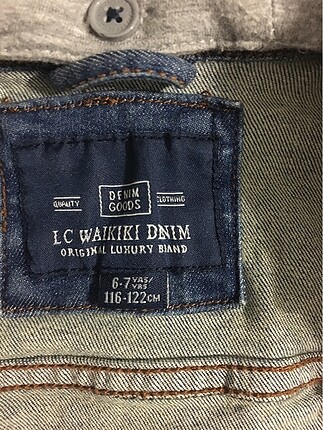 DENIM
GOODS
QUALITY
CLOTHING
LC WAIKIKI DNIM
ORIGINAL LUXURY BRAND
6-7 YAŞ/
YRS
116-122CM